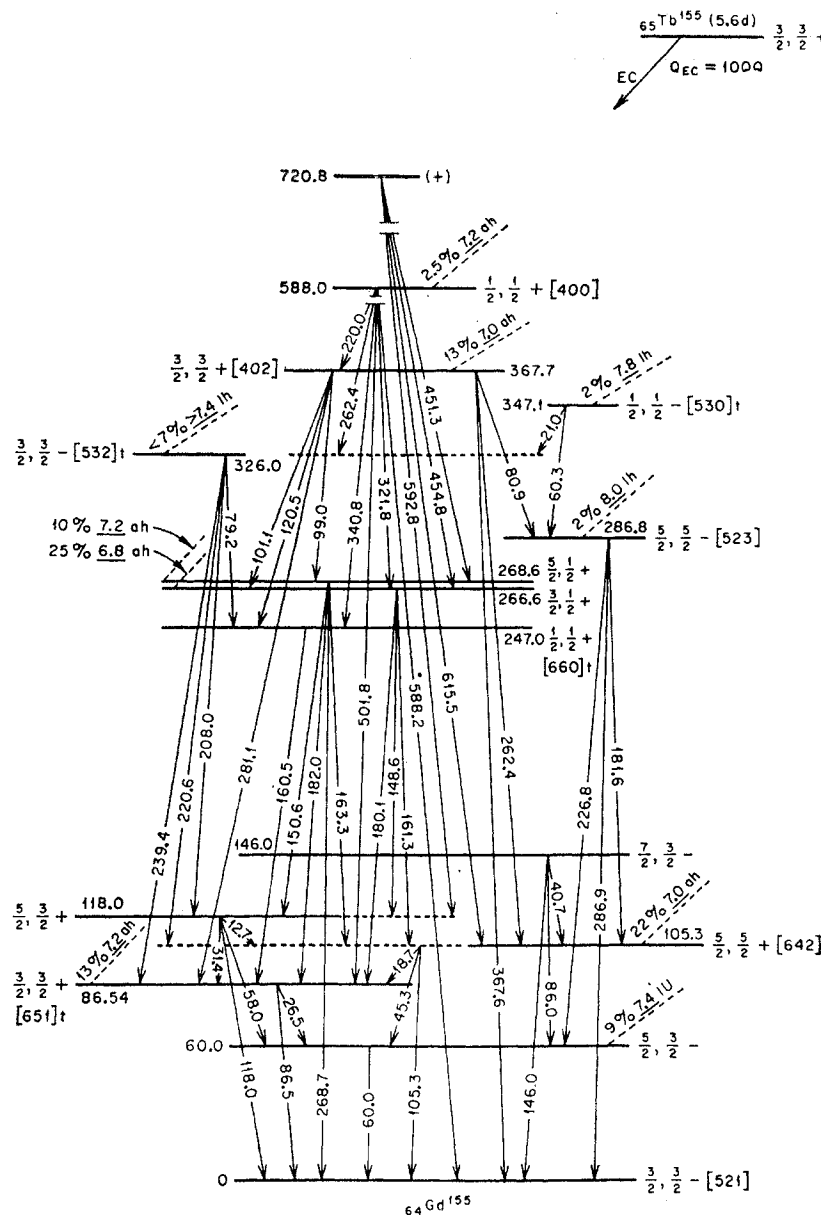 65Tb155 (5.6d) 3/2, 3/2 +
EC QEC = 1000
720.8 (+)
2.5% 7.2 ah
588.0 1/2, 1/2 + [400]
220.0
13% 7.0 ah
3/2, 3/2 + [402] 367.7
2% 7.8 lh
262.4 451.3
347.1 1/2, 1/2 - [530]t
<7% >7.4 lh
21.0
3/2, 3/2 - [532]t 326.0
79.2 101.1 120.5 99.0 340.8 321.8 592.8 454.8 80.9 60.3
2% 8.0 lh
286.8 5/2, 5/2 - [523]
10% 7.2 ah
25% 6.8 ah
268.6 5/2, 1/2 +
266.6 3/2, 1/2 +
247.0 1/2, 1/2 +
[660]t
239.4 220.6 208.0 281.1 160.5 150.6 182.0 163.3 501.8 180.1 148.6 161.3 588.2 615.5 262.4 226.8 181.6
146.0 7/2, 3/2 -
40.7 286.9
5/2, 3/2 + 118.0
12.7
22% 7.0 ah
105.3 5/2, 5/2 + [642]
13% 7.2 ah
31.4 18.7
3/2, 3/2 + 86.54
[651]t
58.0 26.5 45.3 367.6 86.0
9% 7.4 IU
60.0 5/2, 3/2 -
118.0 86.5 268.7 60.0 105.3 146.0
0 3/2, 3/2 - [521]
64Gd155